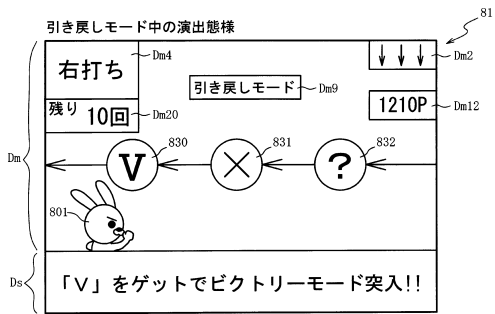 引き戻しモード中の演出態様
81
右打ち
Dm4
↓↓↓
Dm2
引き戻しモード
Dm9
残り 10回
Dm20
1210P
Dm12
Dm
830
831
832
V
×
?
801
Ds
「V」をゲットでビクトリーモード突入!!